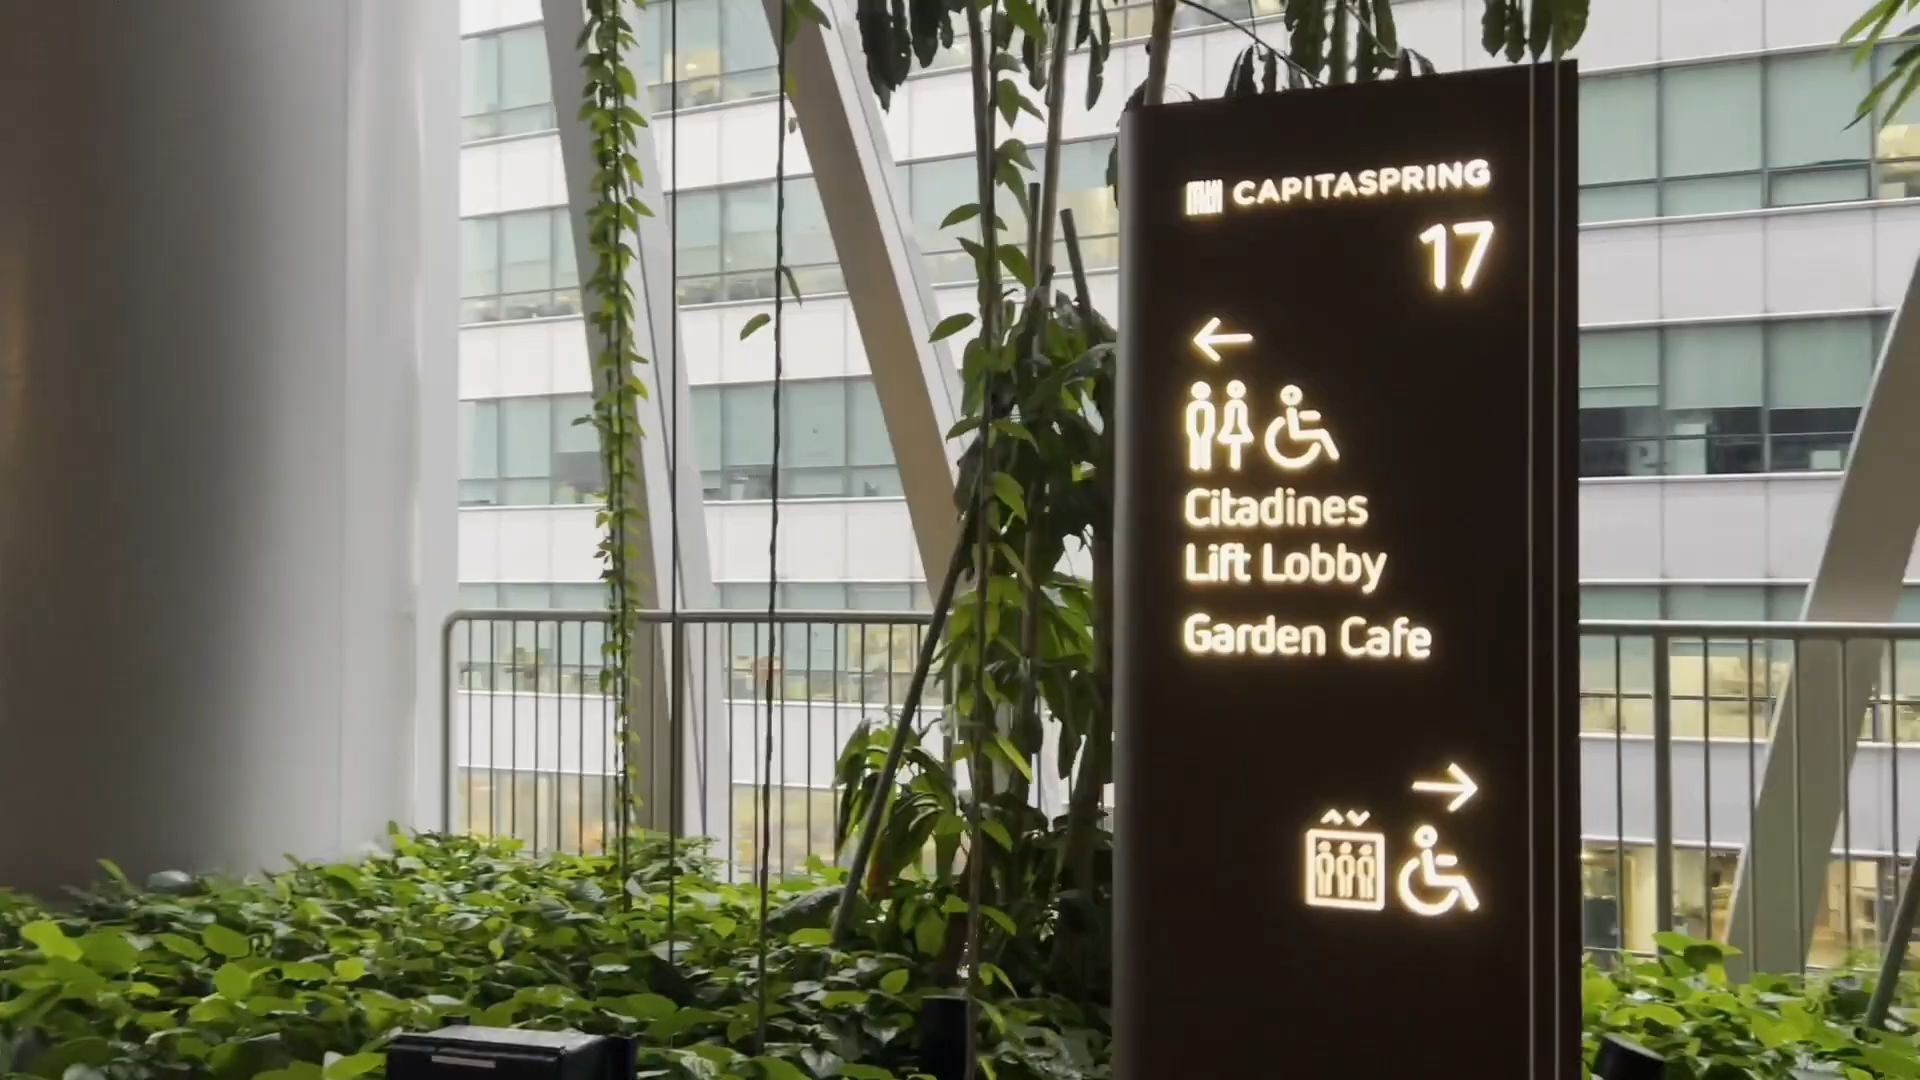 CAPITASPRING
17
Citadines
Lift Lobby
Garden Cafe